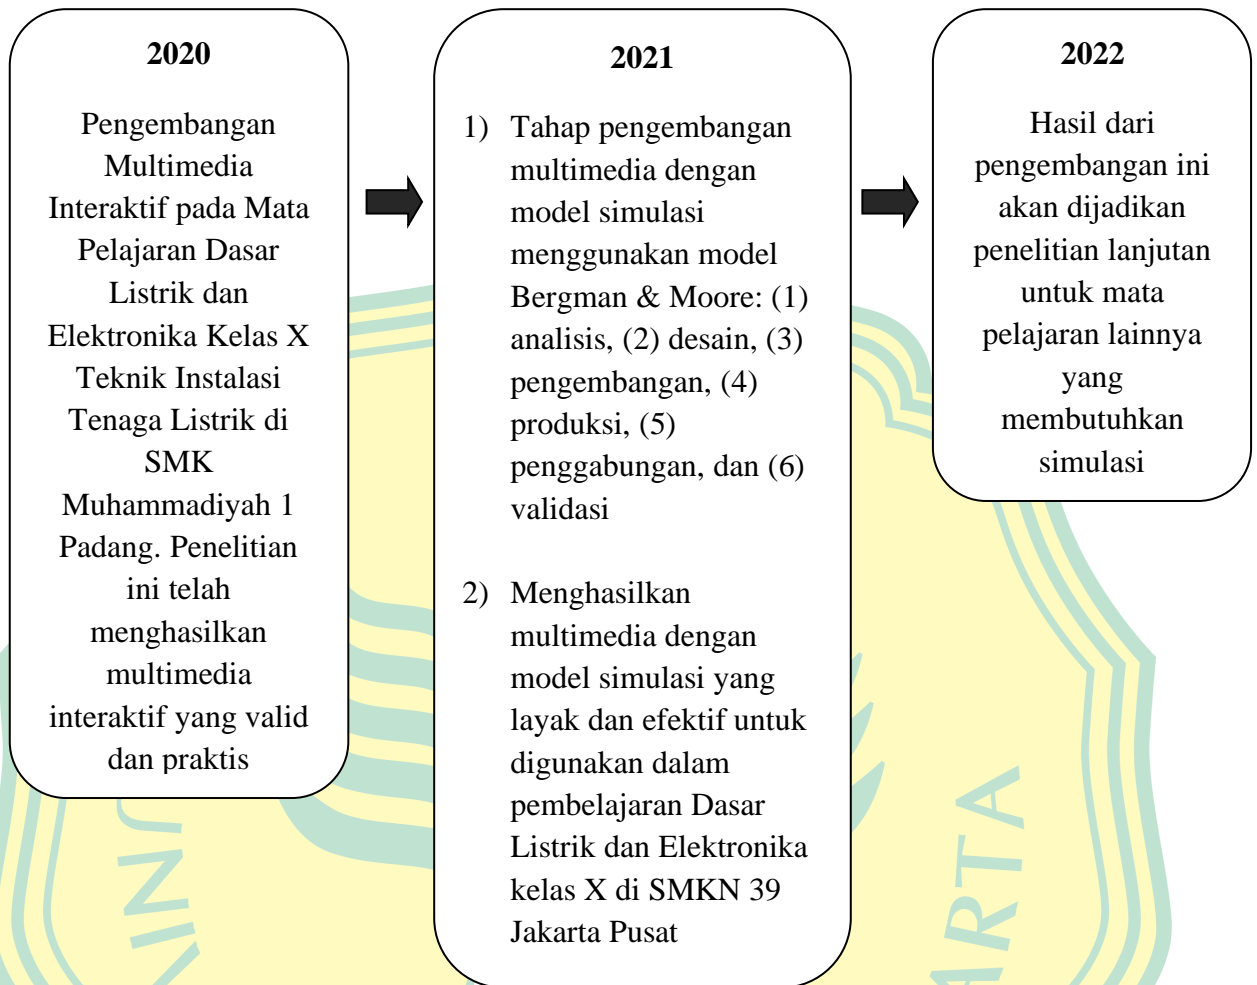 2020
Pengembangan
Multimedia
Interaktif pada Mata
Pelajaran Dasar
Listrik dan
Elektronika Kelas X
Teknik Instalasi
Tenaga Listrik di
SMK
Muhammadiyah 1
Padang. Penelitian
ini telah
menghasilkan
multimedia
interaktif yang valid
dan praktis
2021
1) Tahap pengembangan
multimedia dengan
model simulasi
menggunakan model
Bergman & Moore: (1)
analisis, (2) desain, (3)
pengembangan, (4)
produksi, (5)
penggabungan, dan (6)
validasi
2) Menghasilkan
multimedia dengan
model simulasi yang
layak dan efektif untuk
digunakan dalam
pembelajaran Dasar
Listrik dan Elektronika
kelas X di SMKN 39
Jakarta Pusat
2022
Hasil dari
pengembangan ini
akan dijadikan
penelitian lanjutan
untuk mata
pelajaran lainnya
yang
membutuhkan
simulasi